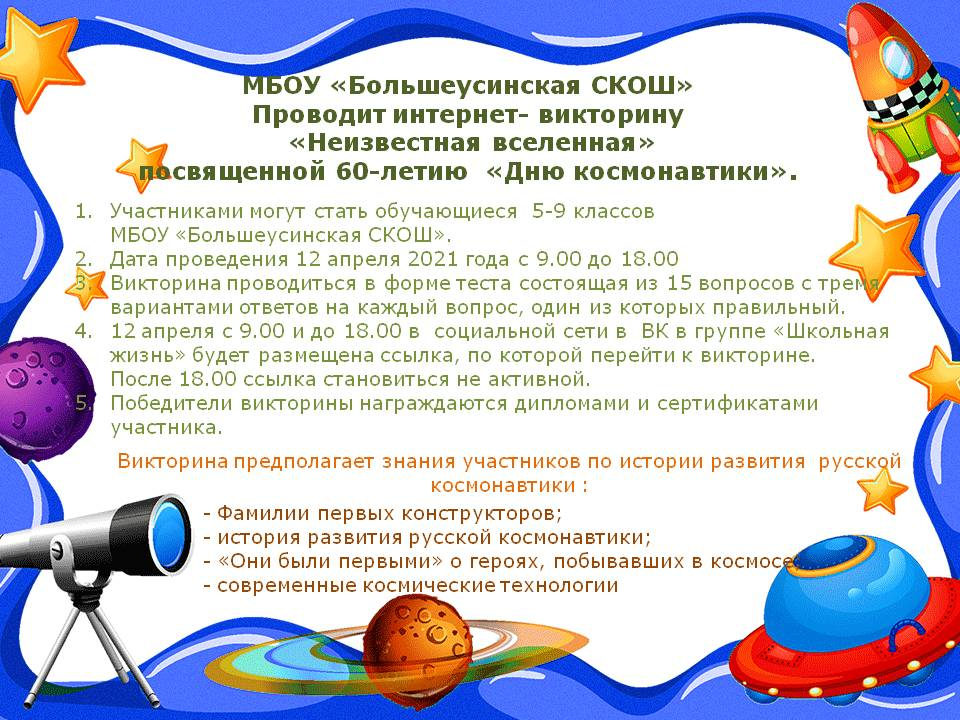 МБОУ «Большеусинская СКОШ»
Проводит интернет- викторину
«Неизвестная вселенная»
посвященной 60-летию «Дню космонавтики».
1. Участниками могут стать обучающиеся 5-9 классов
МБОУ «Большеусинская СКОШ».
2. Дата проведения 12 апреля 2021 года с 9.00 до 18.00
3. Викторина проводиться в форме теста состоящая из 15 вопросов с тремя
вариантами ответов на каждый вопрос, один из которых правильный.
4. 12 апреля с 9.00 и до 18.00 в социальной сети в ВК в группе «Школьная
жизнь» будет размещена ссылка, по которой перейти к викторине.
После 18.00 ссылка становиться не активной.
5. Победители викторины награждаются дипломами и сертификатами
участника.
Викторина предполагает знания участников по истории развития русской
космонавтики :
- Фамилии первых конструкторов;
- история развития русской космонавтики;
- «Они были первыми» о героях, побывавших в космосе;
- современные космические технологии